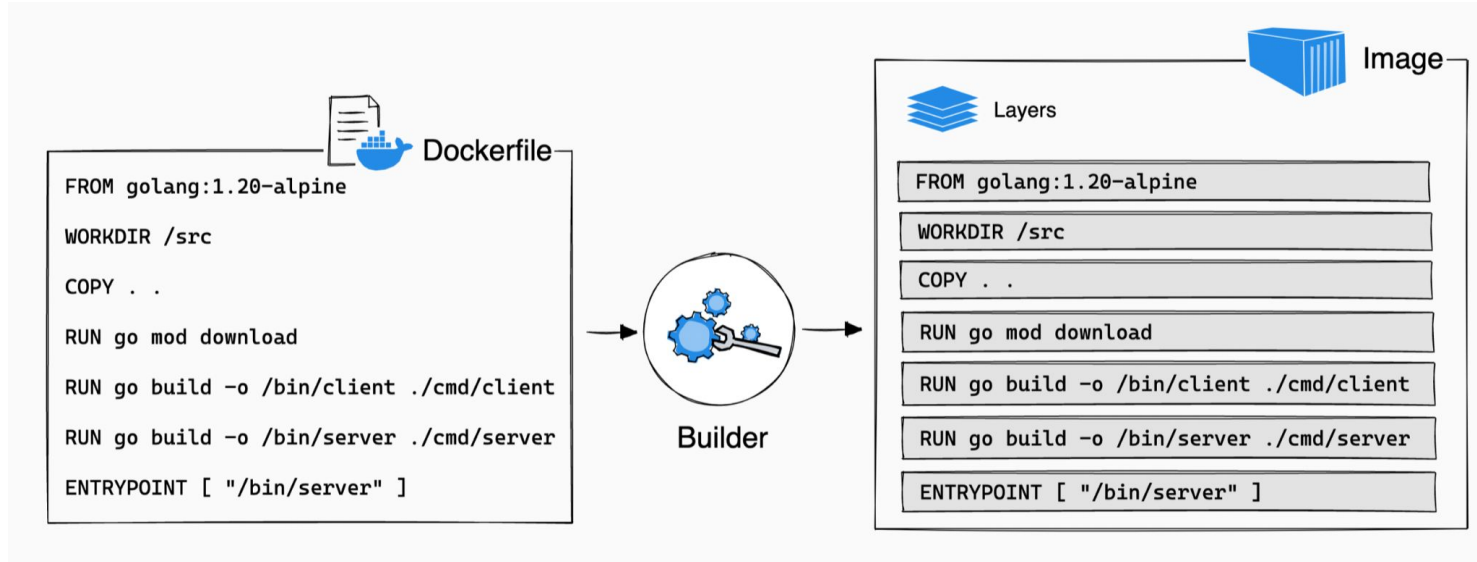 Dockerfile
FROM golang:1.20-alpine
WORKDIR /src
COPY . .
RUN go mod download
RUN go build -o /bin/client ./cmd/client
RUN go build -o /bin/server ./cmd/server
ENTRYPOINT [ "/bin/server" ]
Builder
Image
Layers
FROM golang:1.20-alpine
WORKDIR /src
COPY . .
RUN go mod download
RUN go build -o /bin/client ./cmd/client
RUN go build -o /bin/server ./cmd/server
ENTRYPOINT [ "/bin/server" ]